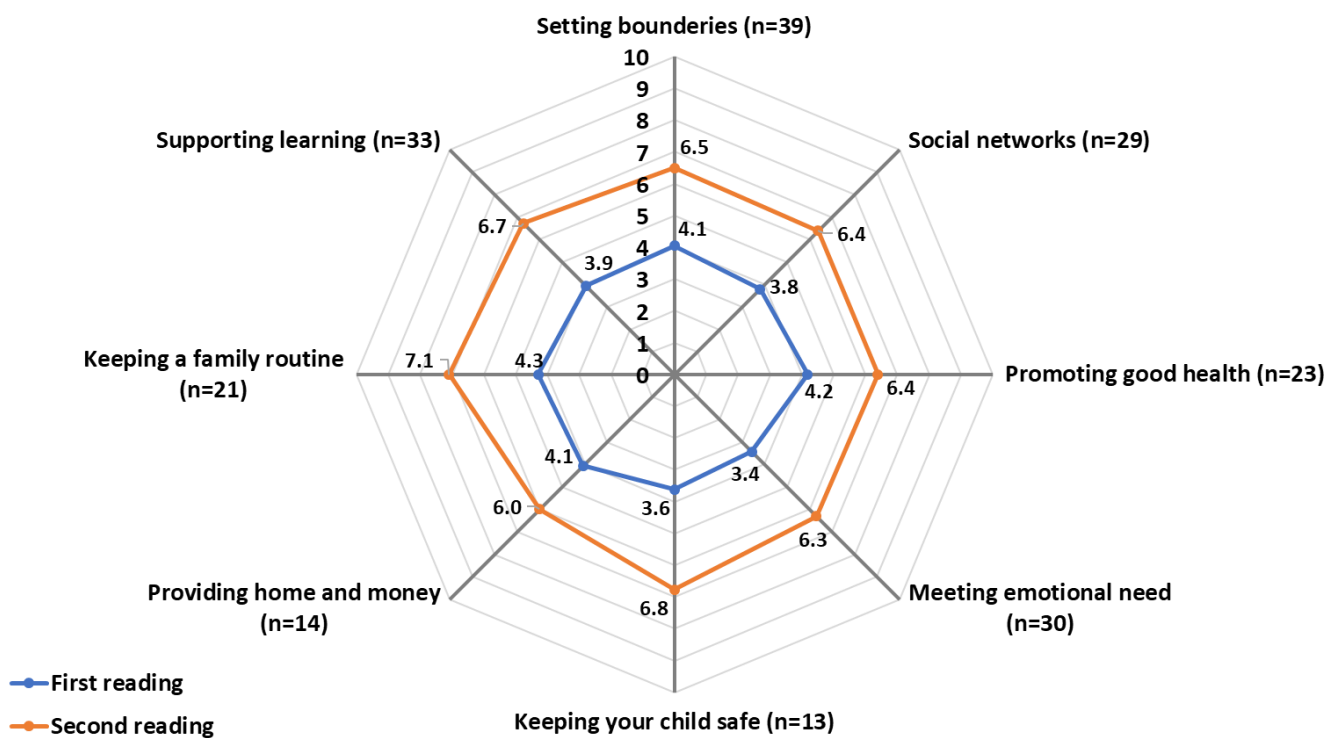 Setting bounderies (n=39)
10
9
8
7
6
5
4
3
2
1
0
6.5
4.1
Social networks (n=29)
6.4
3.8
Promoting good health (n=23)
6.4
4.2
Meeting emotional need
(n=30)
6.3
3.4
Keeping your child safe (n=13)
6.8
3.6
Providing home and money
(n=14)
6.0
4.1
Keeping a family routine
(n=21)
7.1
4.3
Supporting learning (n=33)
6.7
3.9
First reading
Second reading